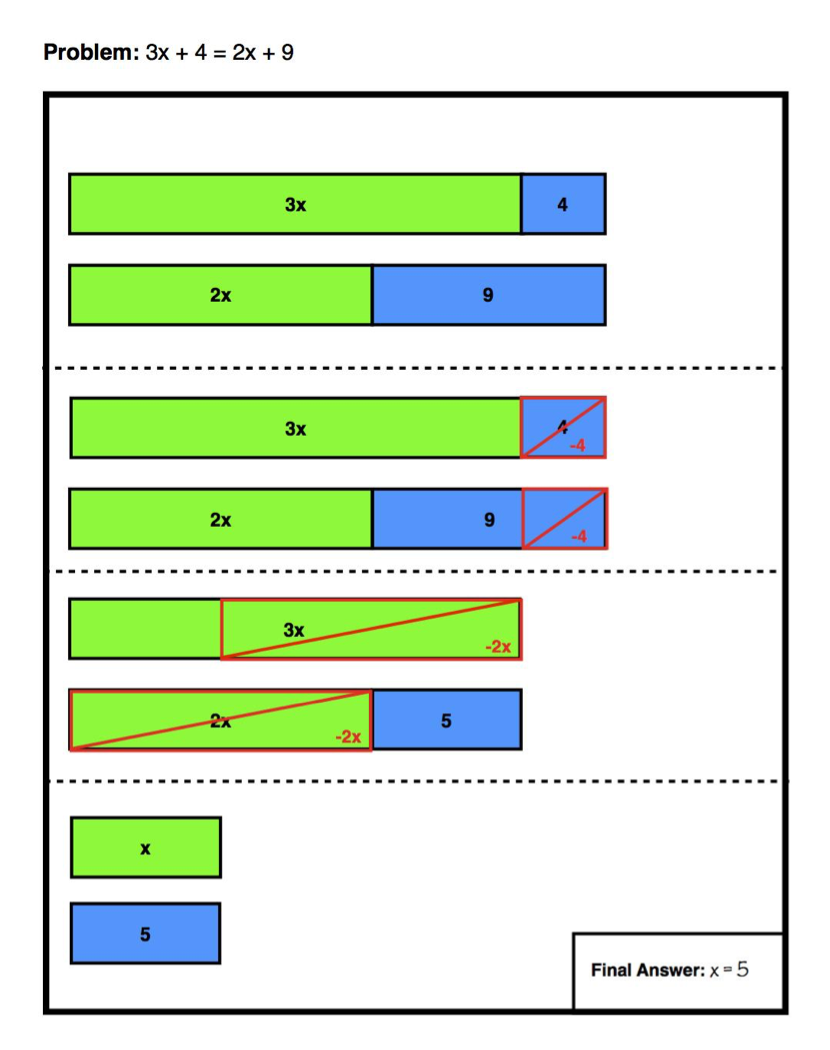 Problem: 3x + 4 = 2x + 9
3x 4
2x 9
3x 4 -4
2x 9 -4
3x -2x
2x -2x 5
x
5
Final Answer: x = 5